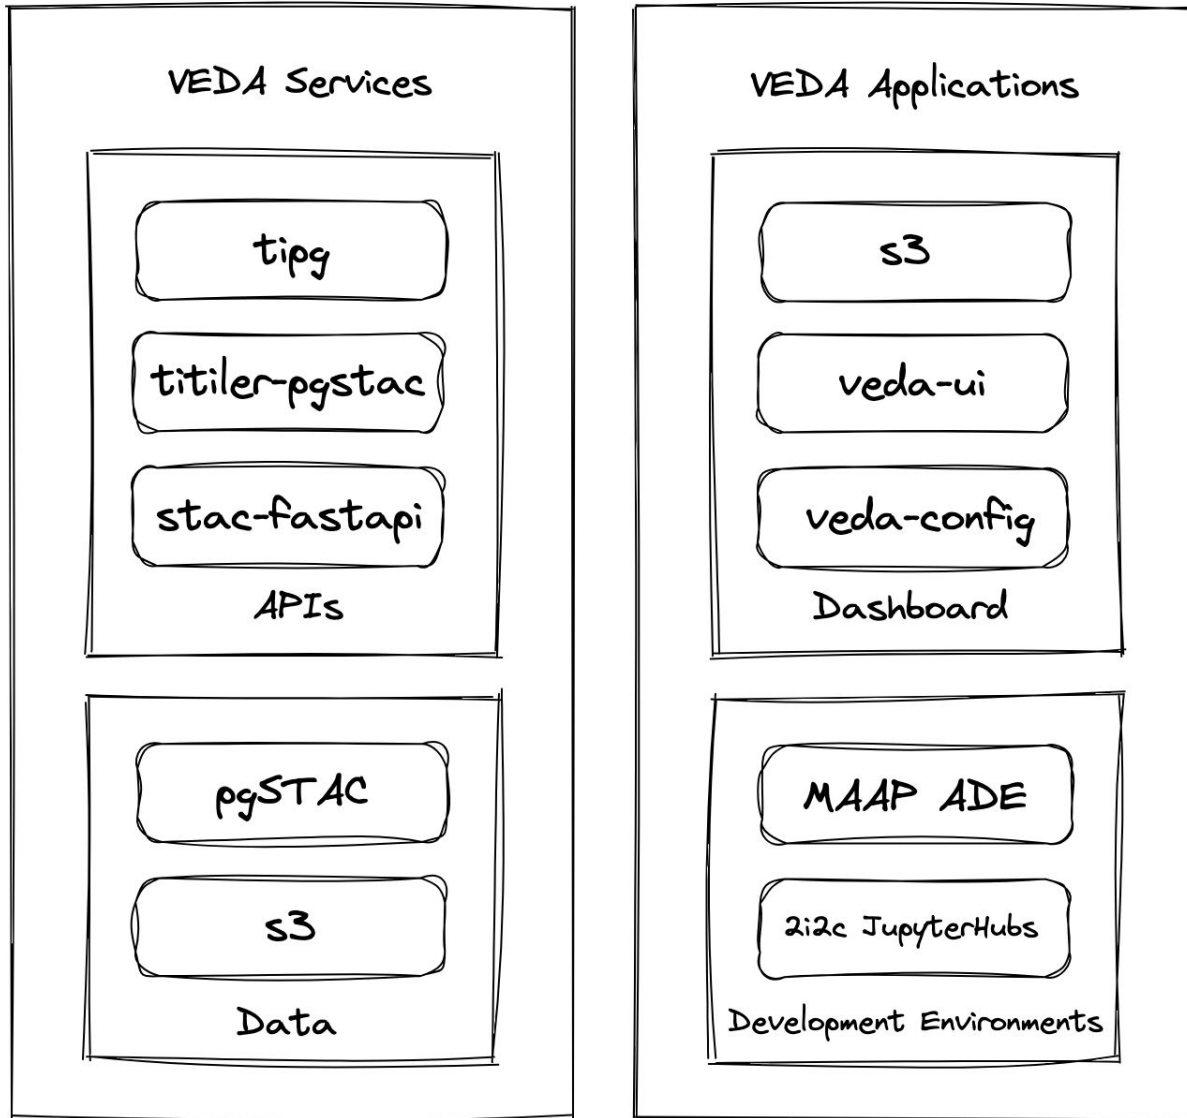 VEDA Services
tipg
titiler-pgstac
stac-fastapi
APIs
pgSTAC
s3
Data
VEDA Applications
s3
veda-ui
veda-config
Dashboard
MAAP ADE
2i2c JupyterHubs
Development Environments